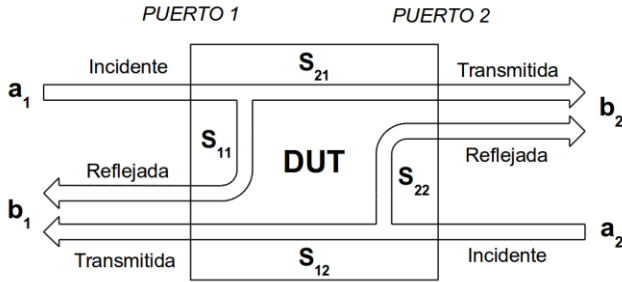 PUERTO 1
PUERTO 2
Incidente
S21
Transmitida
a1
b2
S11
DUT
Reflejada
Reflejada
S22
b1
a2
Transmitida
S12
Incidente